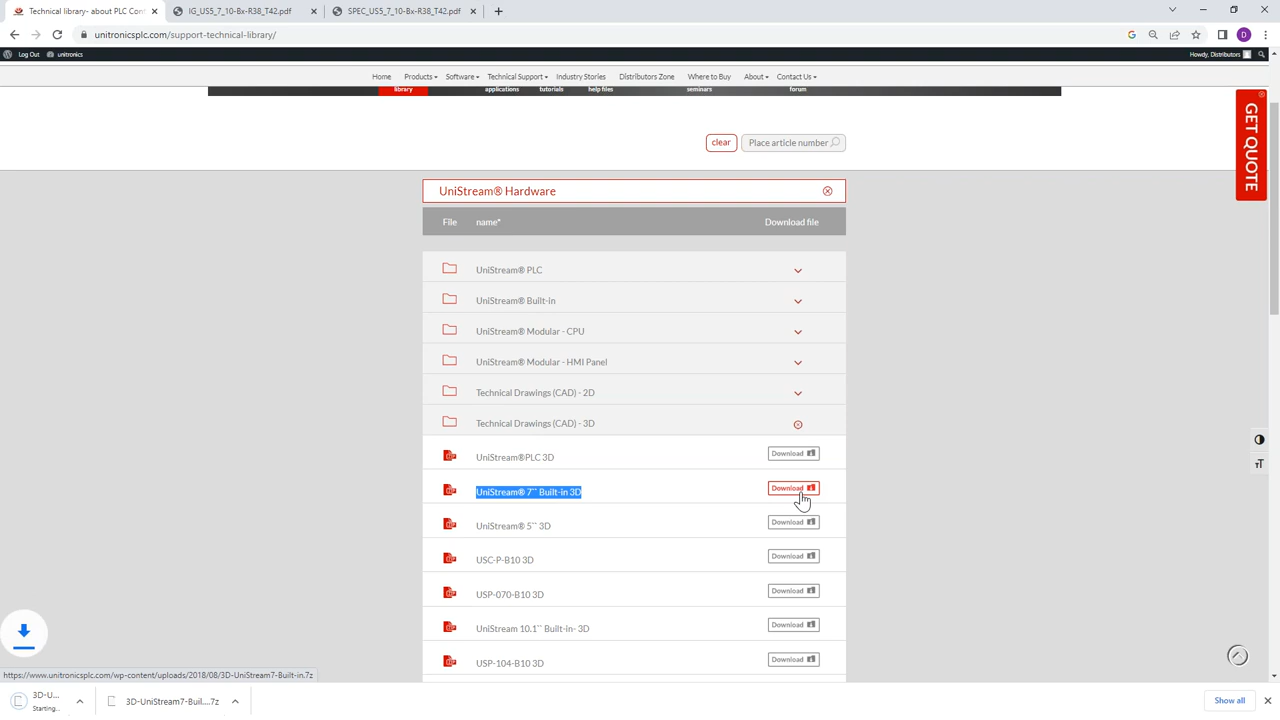 Technical library- about PLC Cont
IG_US5_7_10-Bx-R38_T42.pdf
SPEC_US5_7_10-Bx-R38_T42.pdf
unitronicsplc.com/support-technical-library/
D
Log Out
unitronics
Howdy, Distributors
Home
Products
Software
Technical Support
Industry Stories
Distributors Zone
Where to Buy
About
Contact Us
library
applications
tutorials
help files
seminars
forum
clear
Place article number
GET QUOTE
UniStream® Hardware
File
name*
Download file
UniStream® PLC
UniStream® Built-in
UniStream® Modular - CPU
UniStream® Modular - HMI Panel
Technical Drawings (CAD) - 2D
Technical Drawings (CAD) - 3D
UniStream®PLC 3D
Download
UniStream® 7`` Built-in 3D
Download
UniStream® 5`` 3D
Download
USC-P-B10 3D
Download
USP-070-B10 3D
Download
UniStream 10.1`` Built-in- 3D
Download
USP-104-B10 3D
Download
тT
https://www.unitronicsplc.com/wp-content/uploads/2018/08/3D-UniStream7-Built-in.7z
3D-U...
Starting...
3D-UniStream7-Buil....7z
Show all